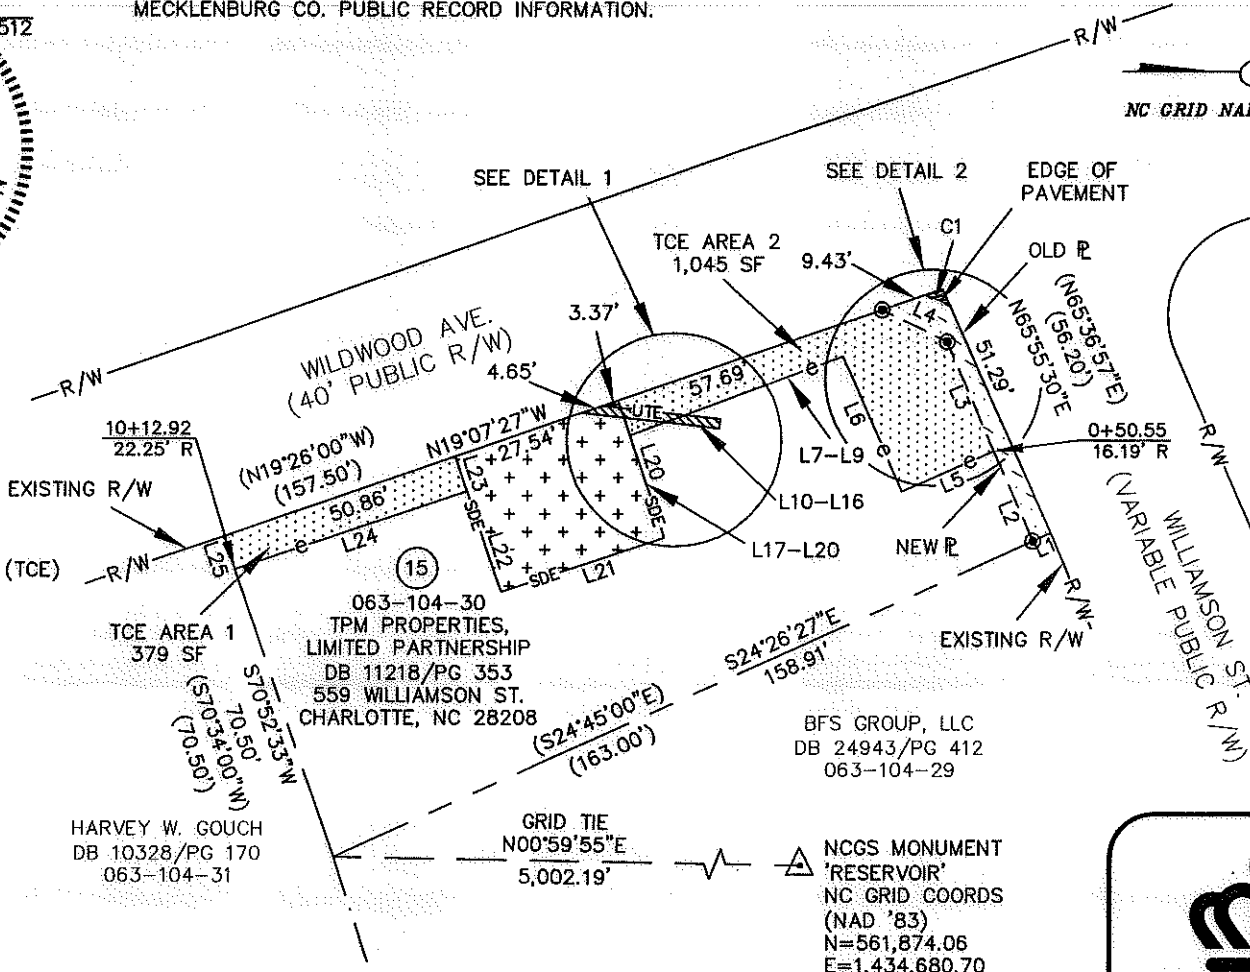 MECKLENBURG CO. PUBLIC RECORD INFORMATION.
512
R/W
NC GRID
SEE DETAIL 1
SEE DETAIL 2
EDGE OF
PAVEMENT
C1
TCE AREA 2
1,045 SF
9.43'
OLD PL
(N65°36'57"E)
(56.20')
N65°55'30"E
51.29'
L4
3.37'
WILDWOOD AVE.
(40' PUBLIC R/W)
R/W
4.65'
57.69'
UTE
e
L3
L6
e
10+12.92
22.25' R
(N19°26'00"W)
(157.50')
N19°07'27"W
27.54'
L20
L7-L9
e
L5
0+50.55
16.19' R
R/W
EXISTING R/W
50.86'
L23
SDE
SDE
L10-L16
L2
(VARIABLE PUBLIC R/W)
WILLIAMSON ST.
(TCE)
R/W
L25
e
L24
L22
SDE
L21
L17-L20
NEW PL
L1
R/W
15
063-104-30
TPM PROPERTIES,
LIMITED PARTNERSHIP
DB 11218/PG 353
559 WILLIAMSON ST.
CHARLOTTE, NC 28208
TCE AREA 1
379 SF
EXISTING R/W
S24°26'27"E
158.91'
S70°52'33"W
70.50'
(S70°34'00"W)
(70.50')
(S24°45'00"E)
(163.00')
BFS GROUP, LLC
DB 24943/PG 412
063-104-29
HARVEY W. GOUCH
DB 10328/PG 170
063-104-31
GRID TIE
N00°59'55"E
5,002.19'
NCGS MONUMENT
'RESERVOIR'
NC GRID COORDS
(NAD '83)
N=561,874.06
E=1,434,680.70